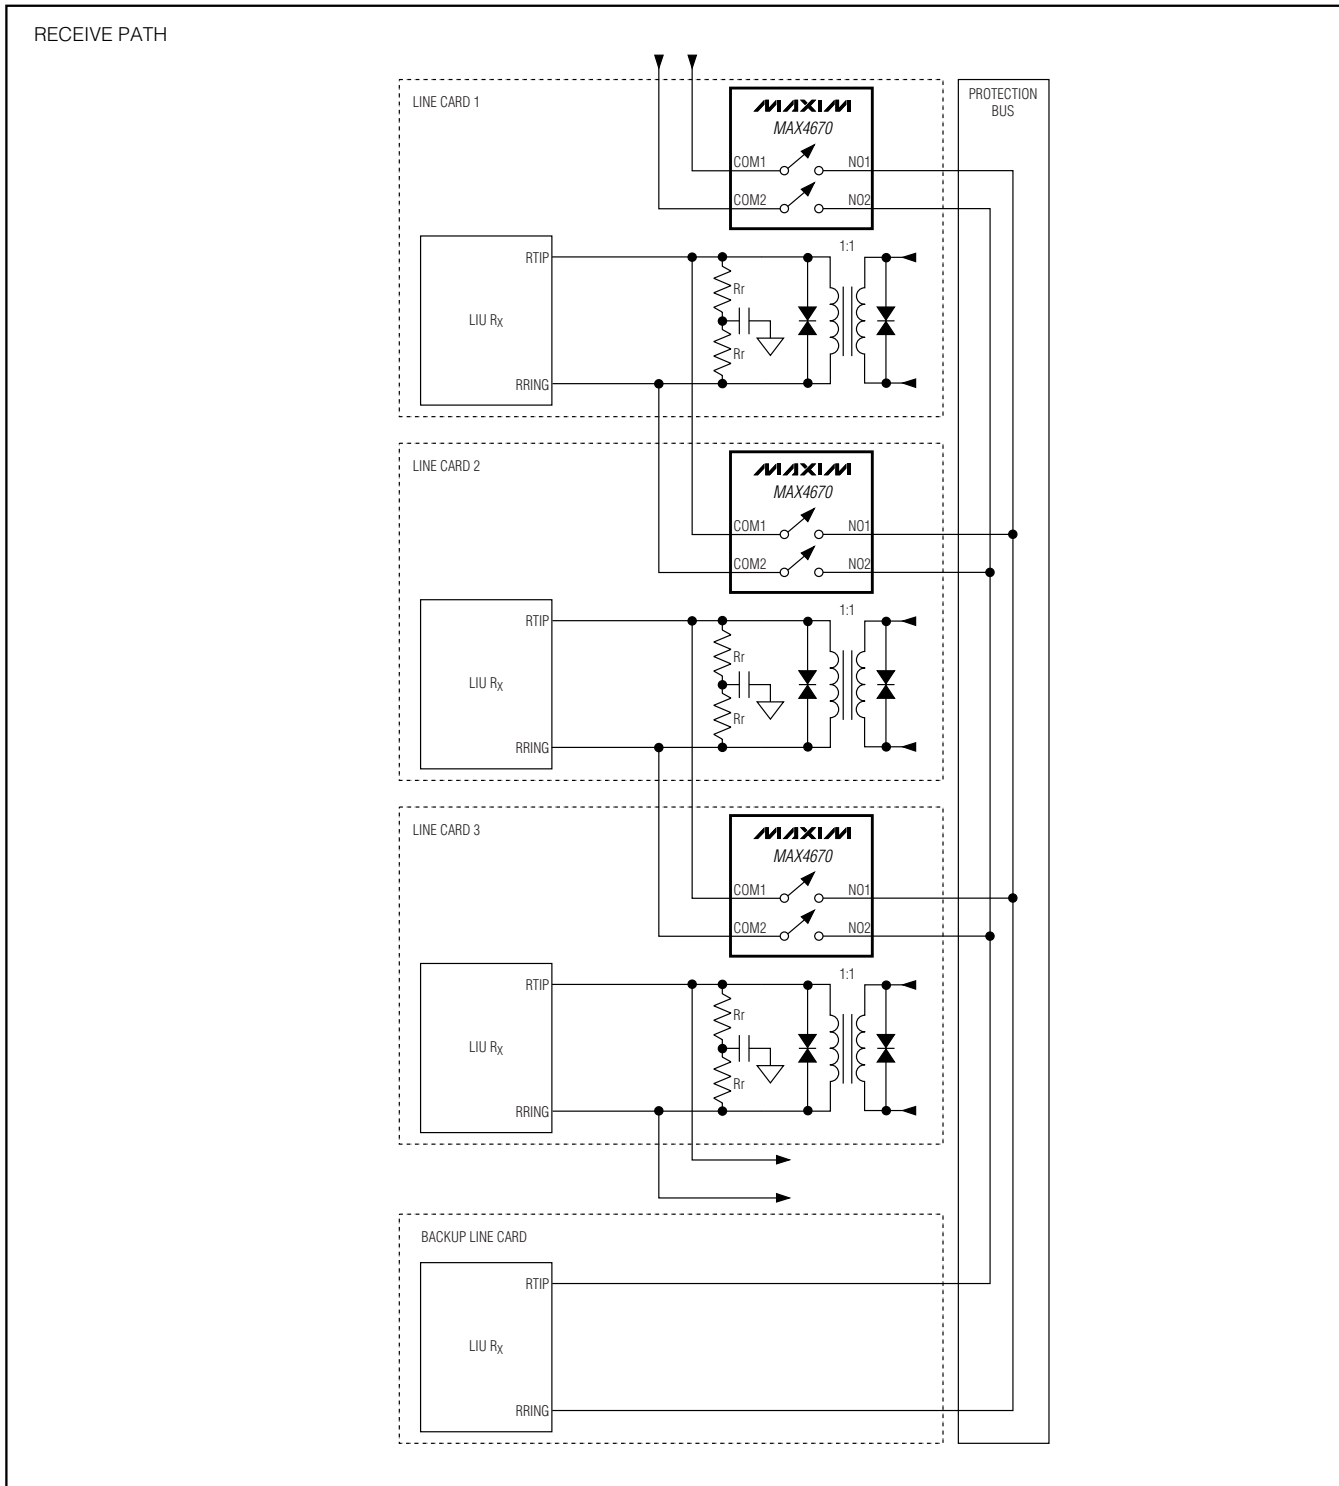 RECEIVE PATH
LINE CARD 1
MAXIM
MAX4670
COM1
NO1
COM2
NO2
PROTECTION
BUS
1:1
RTIP
Rr
LIU RX
Rr
RRING
LINE CARD 2
MAXIM
MAX4670
COM1
NO1
COM2
NO2
1:1
RTIP
Rr
LIU RX
Rr
RRING
LINE CARD 3
MAXIM
MAX4670
COM1
NO1
COM2
NO2
1:1
RTIP
Rr
LIU RX
Rr
RRING
BACKUP LINE CARD
RTIP
LIU RX
RRING